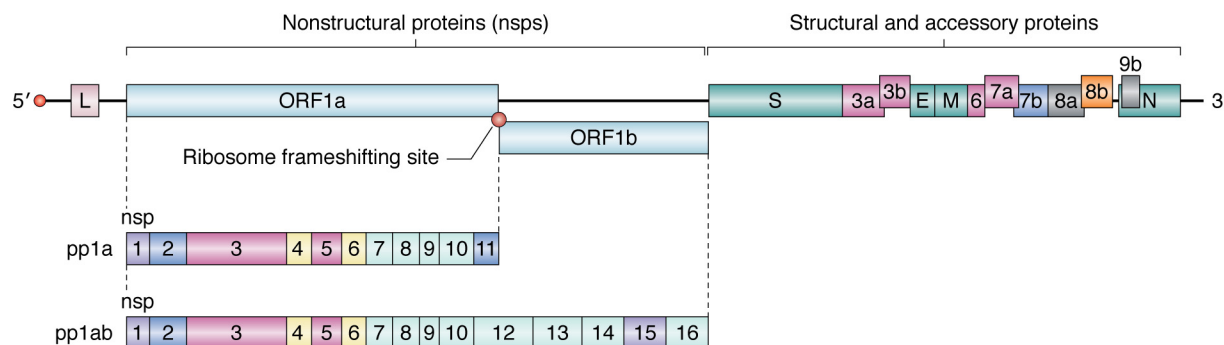 Nonstructural proteins (nsps) Structural and accessory proteins
9b
5′ L ORF1a S 3a 3b E M 6 7a 7b 8a 8b N 3
ORF1b
Ribosome frameshifting site
nsp
pp1a 1 2 3 4 5 6 7 8 9 10 11
nsp
pp1ab 1 2 3 4 5 6 7 8 9 10 12 13 14 15 16